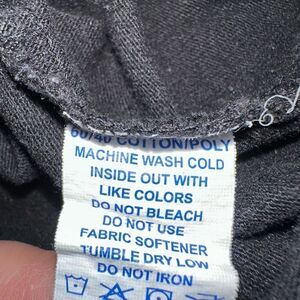 60/40 COTTON/POLY
MACHINE WASH COLD
INSIDE OUT WITH
LIKE COLORS
DO NOT BLEACH
DO NOT USE
FABRIC SOFTENER
TUMBLE DRY LOW
DO NOT IRON